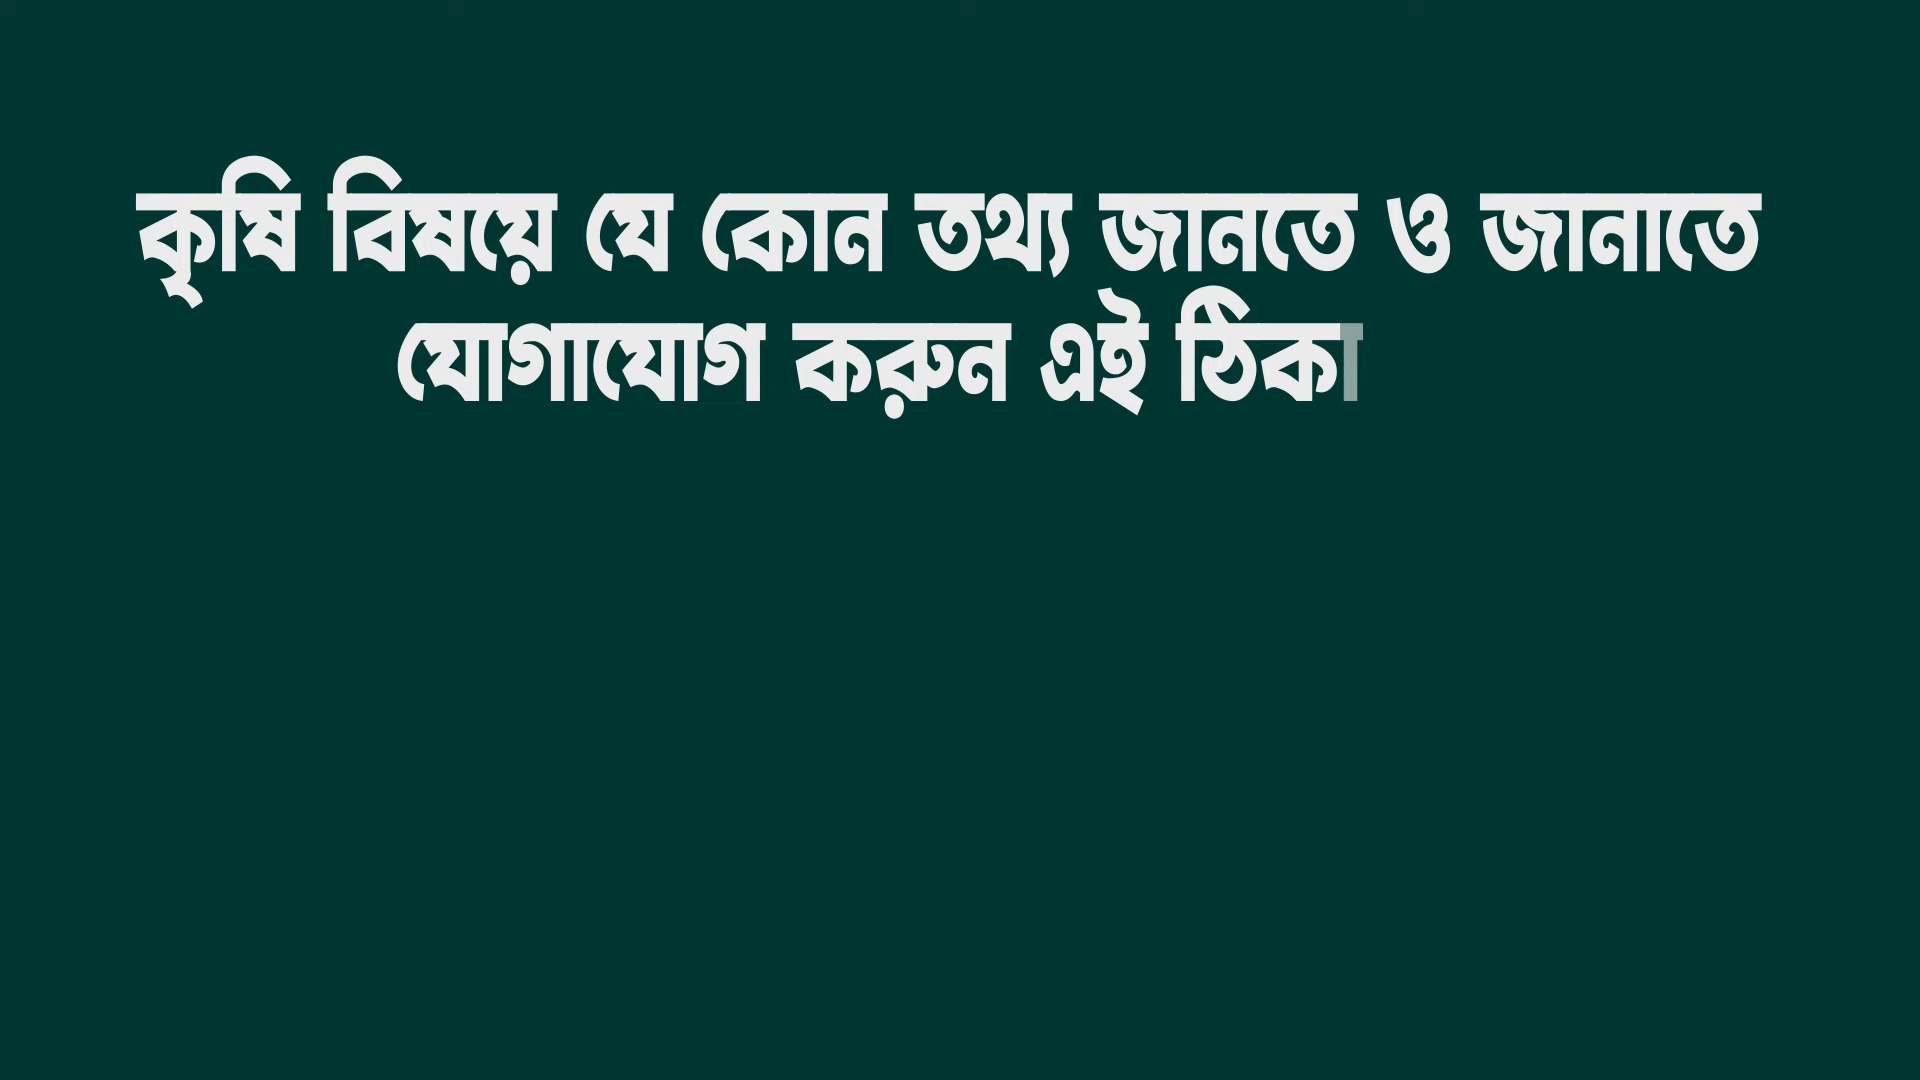 কৃষি বিষয়ে যে কোন তথ্য জানতে ও জানাতে
যোগাযোগ করুন এই ঠিকা